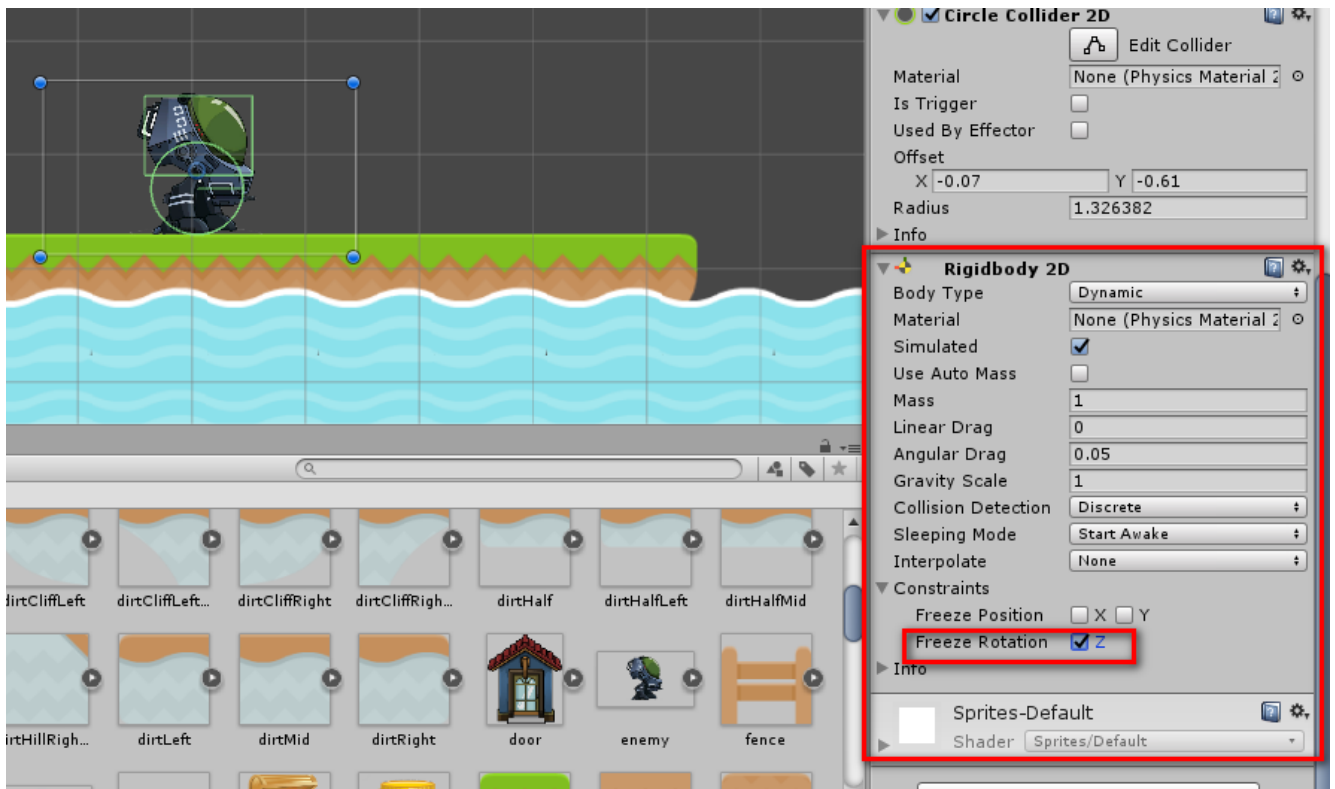 Circle Collider 2D
Edit Collider
Material None (Physics Material 2
Is Trigger
Used By Effector
Offset
X -0.07 Y -0.61
Radius 1.326382
Info
Rigidbody 2D
Body Type Dynamic
Material None (Physics Material 2
Simulated
Use Auto Mass
Mass 1
Linear Drag 0
Angular Drag 0.05
Gravity Scale 1
Collision Detection Discrete
Sleeping Mode Start Awake
Interpolate None
Constraints
Freeze Position X Y
Freeze Rotation Z
Info
Sprites-Default
Shader Sprites/Default
dirtCliffLeft dirtCliffLeft... dirtCliffRight dirtCliffRigh... dirtHalf dirtHalfLeft dirtHalfMid
irtHillRigh... dirtLeft dirtMid dirtRight door enemy fence